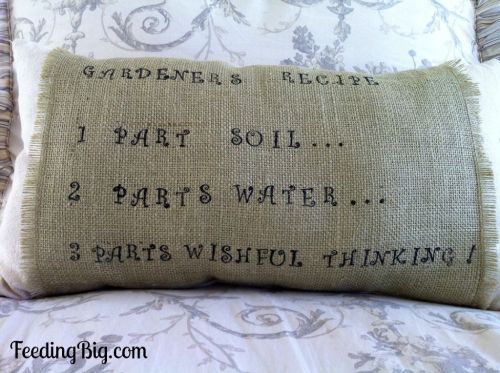 GARDENERS RECIPE
1 PART SOIL...
2 PARTS WATER...
3 PARTS WISHFUL THINKING!
FeedingBig.com